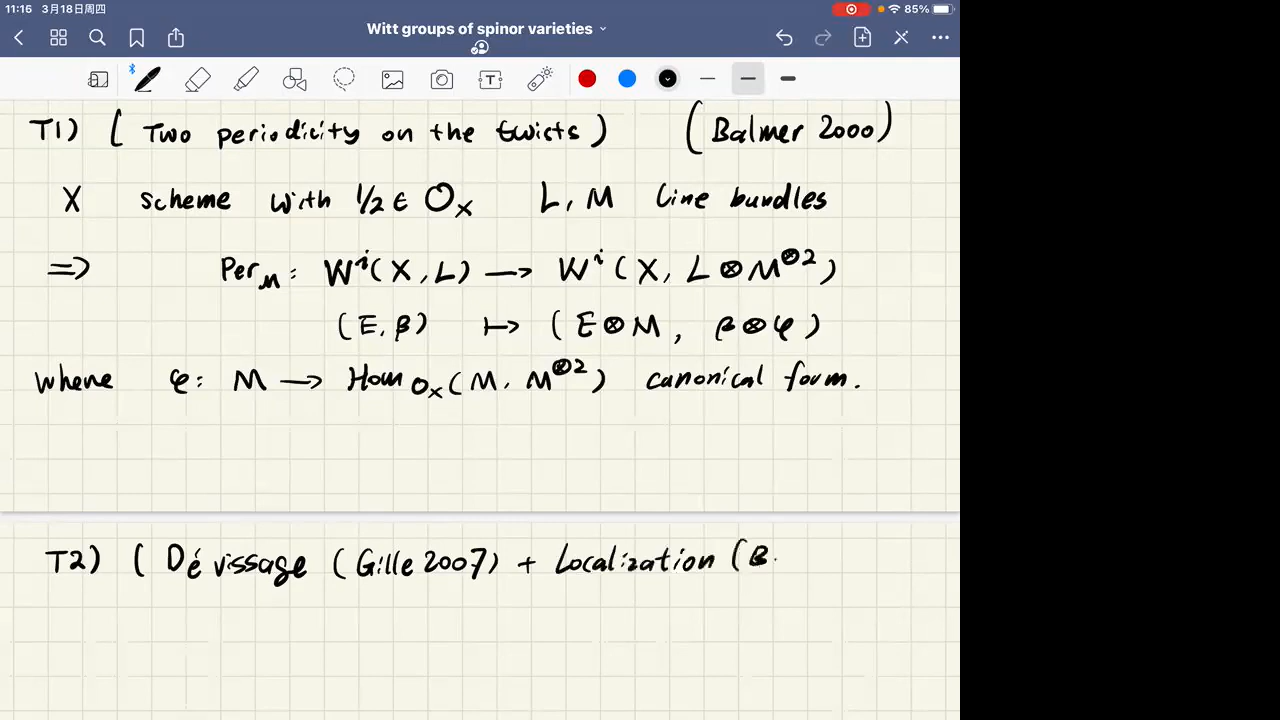 11:16 3月18日周四
85%
Witt groups of spinor varieties
T
T1) ( Two periodicity on the twists ) (Balmer 2000)
X scheme with 1/2 ∈ O_X L, M line bundles
⇒ Per_M : W^i(X, L) → W^i(X, L ⊗ M^{⊗2})
(E, β) ↦ (E ⊗ M, β ⊗ φ)
where φ: M → Hom_{O_X}(M, M^{⊗2}) canonical form.
T2) ( Dévissage (Gille 2007) + Localization (B